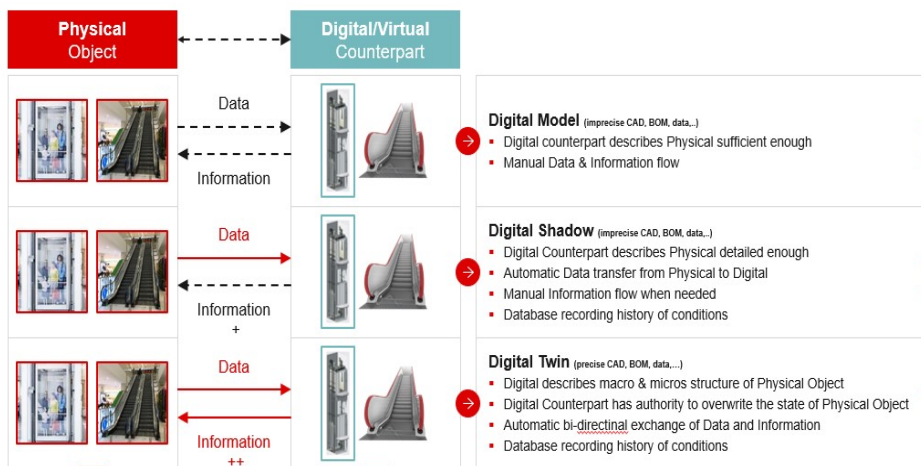 Physical
Object
Digital/Virtual
Counterpart
Data
Information
Digital Model (imprecise CAD, BOM, data,..)
▪ Digital counterpart describes Physical sufficient enough
▪ Manual Data & Information flow
Data
Information
+
Digital Shadow (imprecise CAD, BOM, data,..)
▪ Digital Counterpart describes Physical detailed enough
▪ Automatic Data transfer from Physical to Digital
▪ Manual Information flow when needed
▪ Database recording history of conditions
Data
Information
++
Digital Twin (precise CAD, BOM, data,...)
▪ Digital describes macro & micros structure of Physical Object
▪ Digital Counterpart has authority to overwrite the state of Physical Object
▪ Automatic bi-directinal exchange of Data and Information
▪ Database recording history of conditions